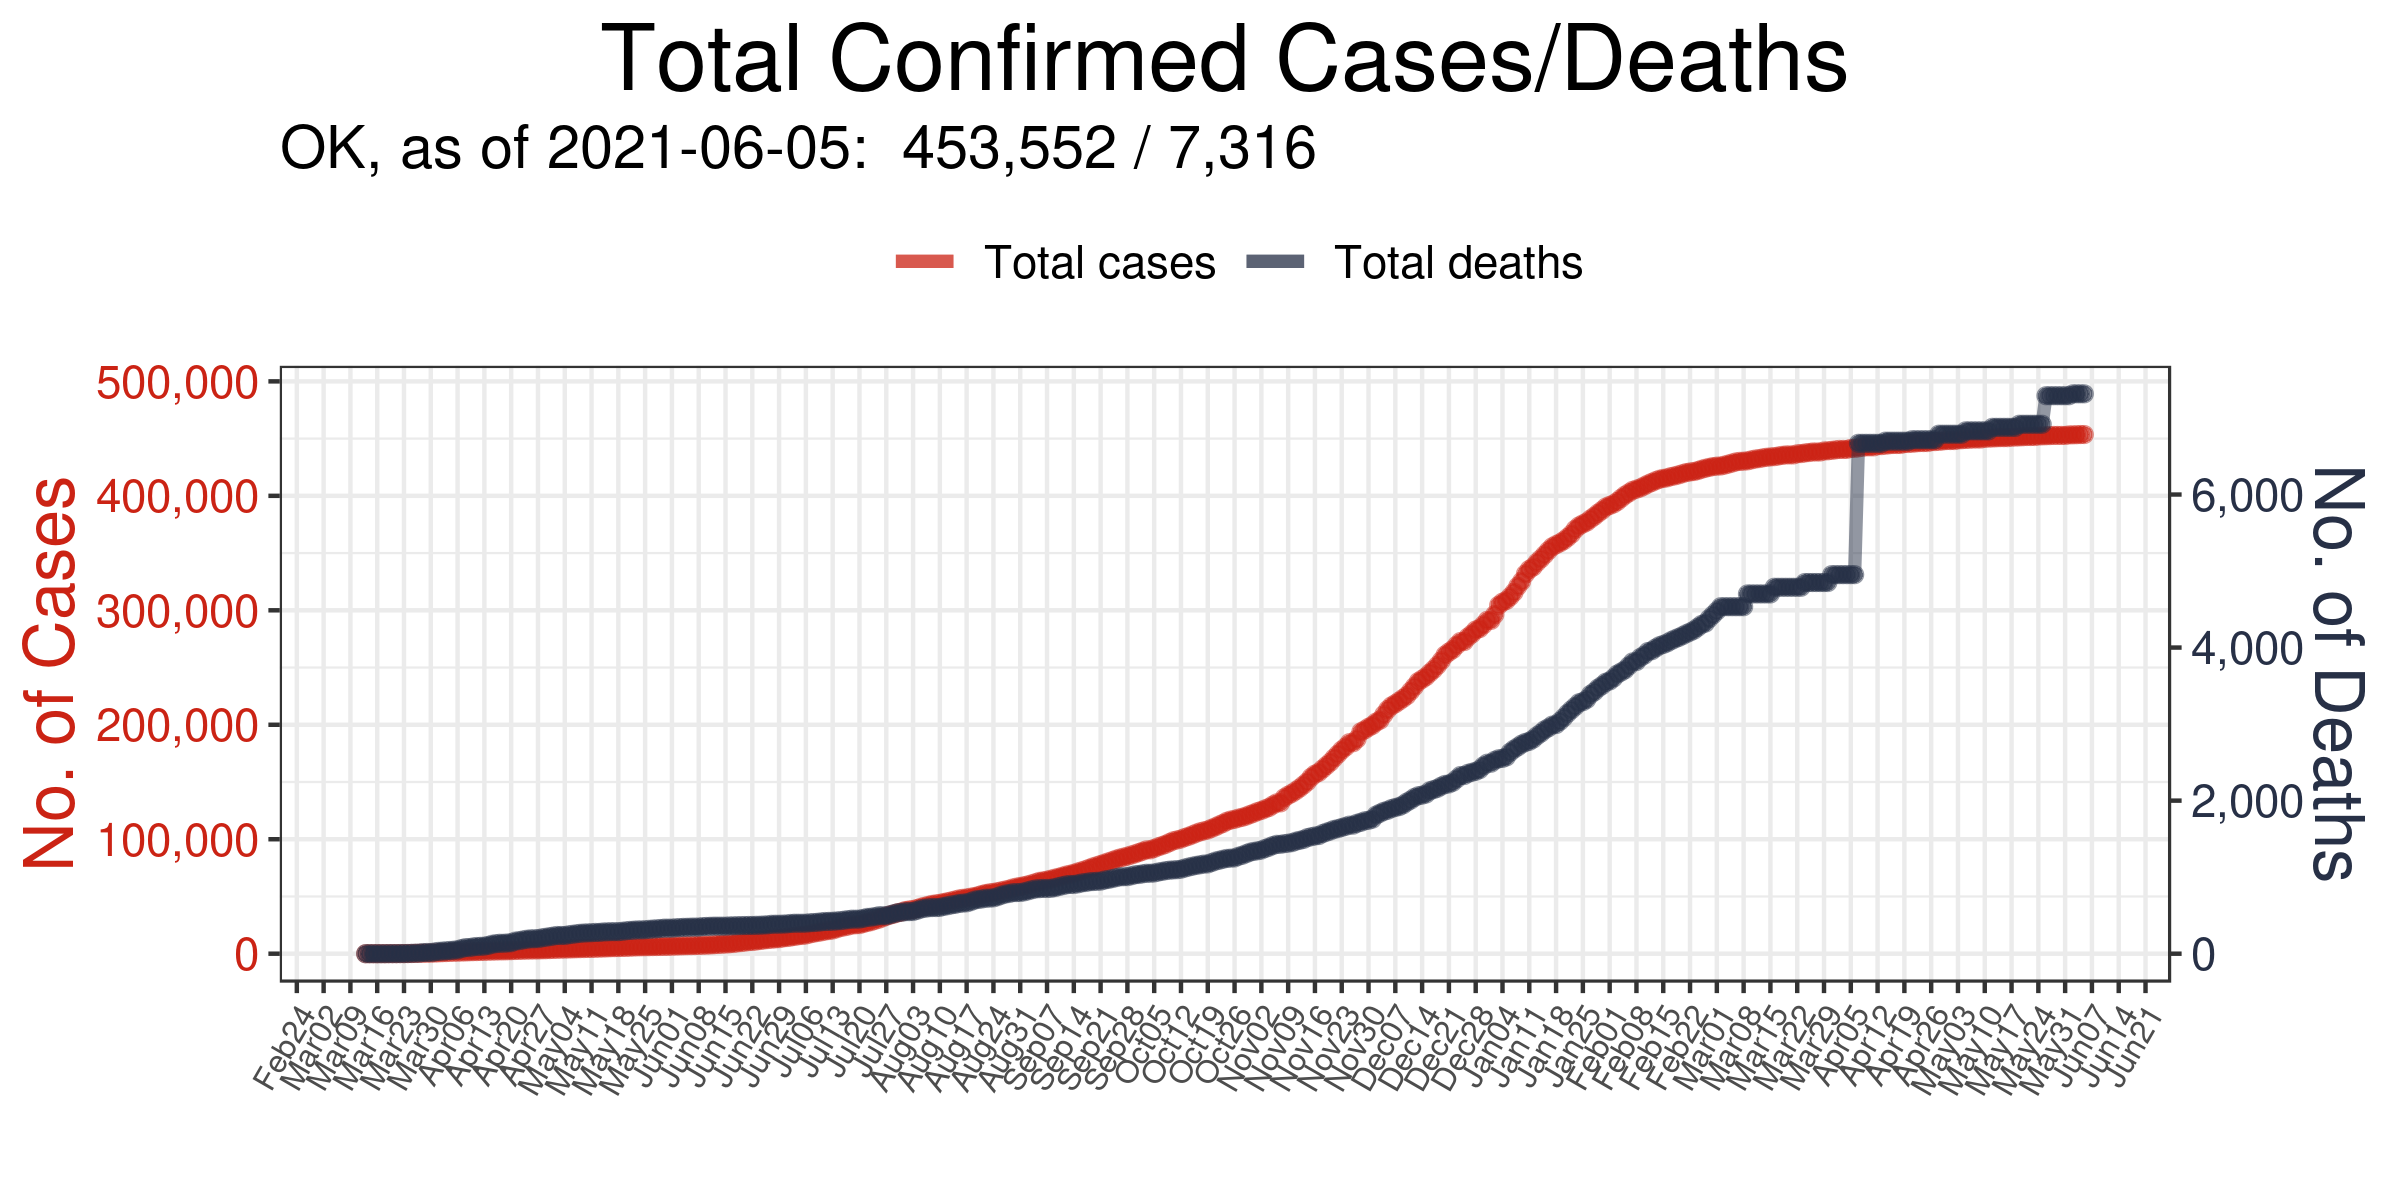 Total Confirmed Cases/Deaths
OK, as of 2021-06-05:  453,552 / 7,316
Total cases
Total deaths
No. of Cases
500,000
400,000
300,000
200,000
100,000
0
6,000
4,000
2,000
0
No. of Deaths
Feb24
Mar02
Mar09
Mar16
Mar23
Mar30
Apr06
Apr13
Apr20
Apr27
May04
May11
May18
May25
Jun01
Jun08
Jun15
Jun22
Jun29
Jul06
Jul13
Jul20
Jul27
Aug03
Aug10
Aug17
Aug24
Aug31
Sep07
Sep14
Sep21
Sep28
Oct05
Oct12
Oct19
Oct26
Nov02
Nov09
Nov16
Nov23
Nov30
Dec07
Dec14
Dec21
Dec28
Jan04
Jan11
Jan18
Jan25
Feb01
Feb08
Feb15
Feb22
Mar01
Mar08
Mar15
Mar22
Mar29
Apr05
Apr12
Apr19
Apr26
May03
May10
May17
May24
May31
Jun07
Jun14
Jun21